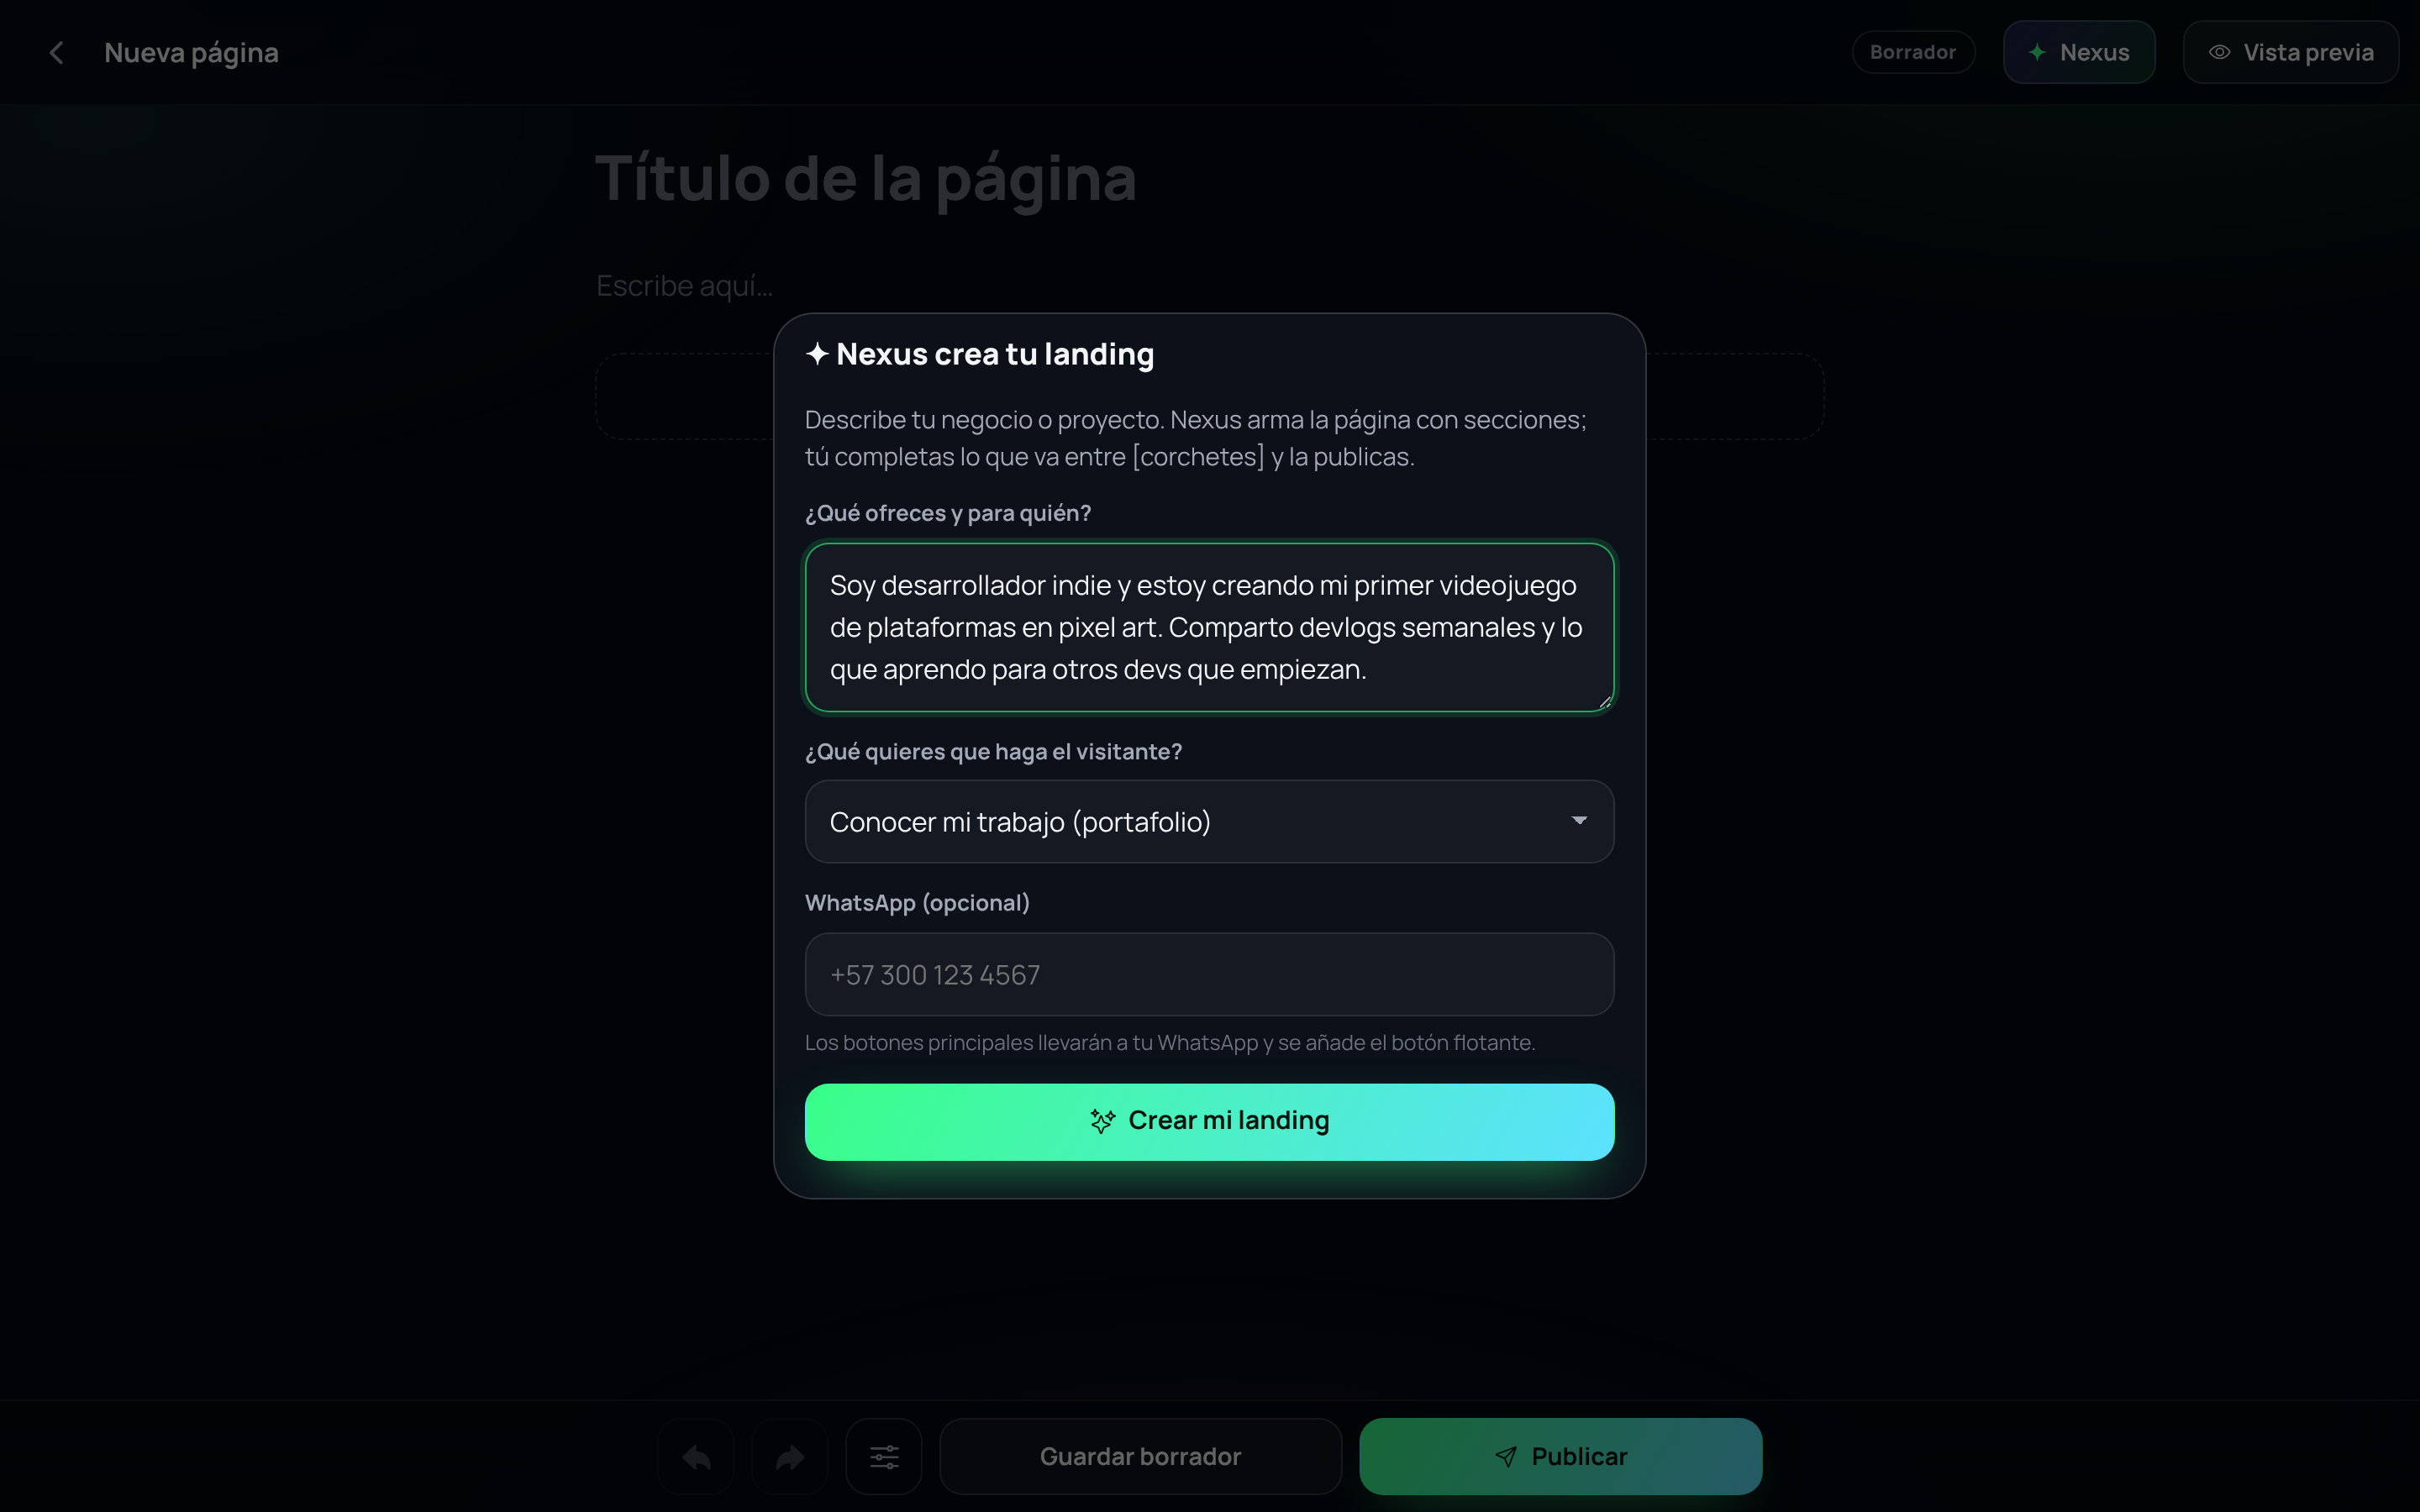 Nueva página
Borrador
Nexus
Vista previa
Título de la página
Escribe aquí...
Nexus crea tu landing
Describe tu negocio o proyecto. Nexus arma la página con secciones;
tú completas lo que va entre [corchetes] y la publicas.
¿Qué ofreces y para quién?
Soy desarrollador indie y estoy creando mi primer videojuego
de plataformas en pixel art. Comparto devlogs semanales y lo
que aprendo para otros devs que empiezan.
¿Qué quieres que haga el visitante?
Conocer mi trabajo (portafolio)
WhatsApp (opcional)
+57 300 123 4567
Los botones principales llevarán a tu WhatsApp y se añade el botón flotante.
Crear mi landing
Guardar borrador
Publicar